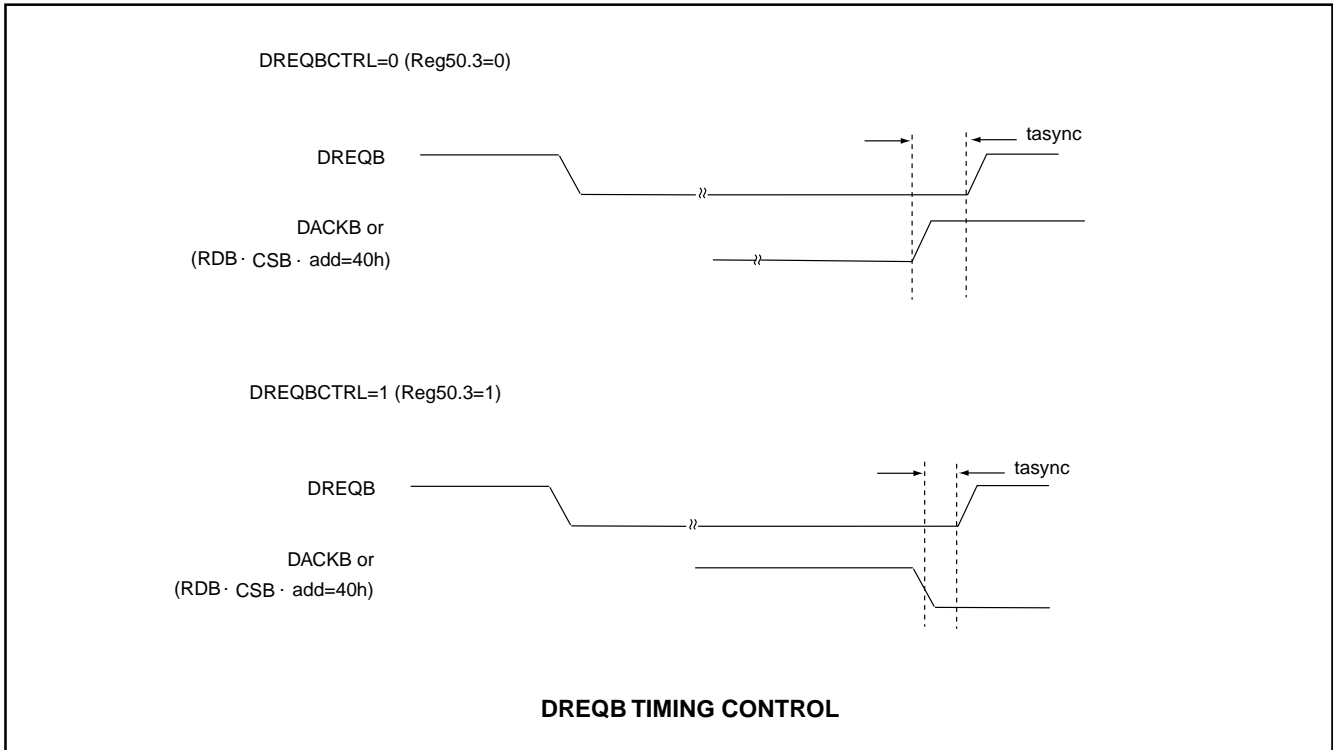 DREQBCTRL=0 (Reg50.3=0)
tasync
DREQB
DACKB or
(RDB · CSB · add=40h)
DREQBCTRL=1 (Reg50.3=1)
tasync
DREQB
DACKB or
(RDB · CSB · add=40h)
DREQB TIMING CONTROL